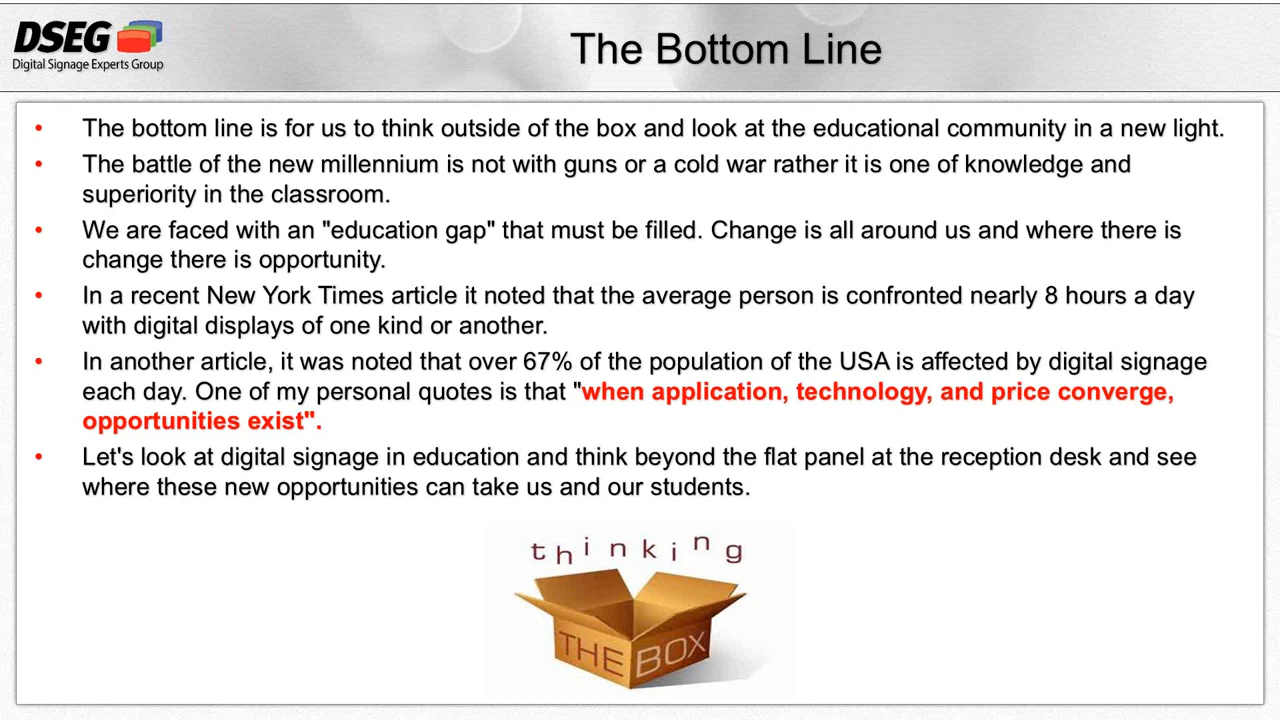 DSEG
Digital Signage Experts Group
The Bottom Line
• The bottom line is for us to think outside of the box and look at the educational community in a new light.
• The battle of the new millennium is not with guns or a cold war rather it is one of knowledge and
superiority in the classroom.
• We are faced with an "education gap" that must be filled. Change is all around us and where there is
change there is opportunity.
• In a recent New York Times article it noted that the average person is confronted nearly 8 hours a day
with digital displays of one kind or another.
• In another article, it was noted that over 67% of the population of the USA is affected by digital signage
each day. One of my personal quotes is that "when application, technology, and price converge,
opportunities exist".
• Let's look at digital signage in education and think beyond the flat panel at the reception desk and see
where these new opportunities can take us and our students.
thinking
THE BOX